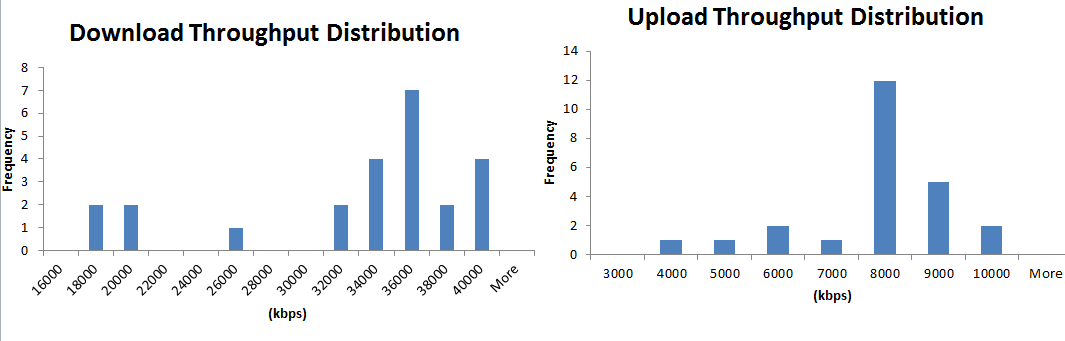 Download Throughput Distribution
8
7
6
5
4
3
2
1
0
Frequency
16000 18000 20000 22000 24000 26000 28000 30000 32000 34000 36000 38000 40000 More
(kbps)
Upload Throughput Distribution
14
12
10
8
6
4
2
0
Frequency
3000 4000 5000 6000 7000 8000 9000 10000 More
(kbps)